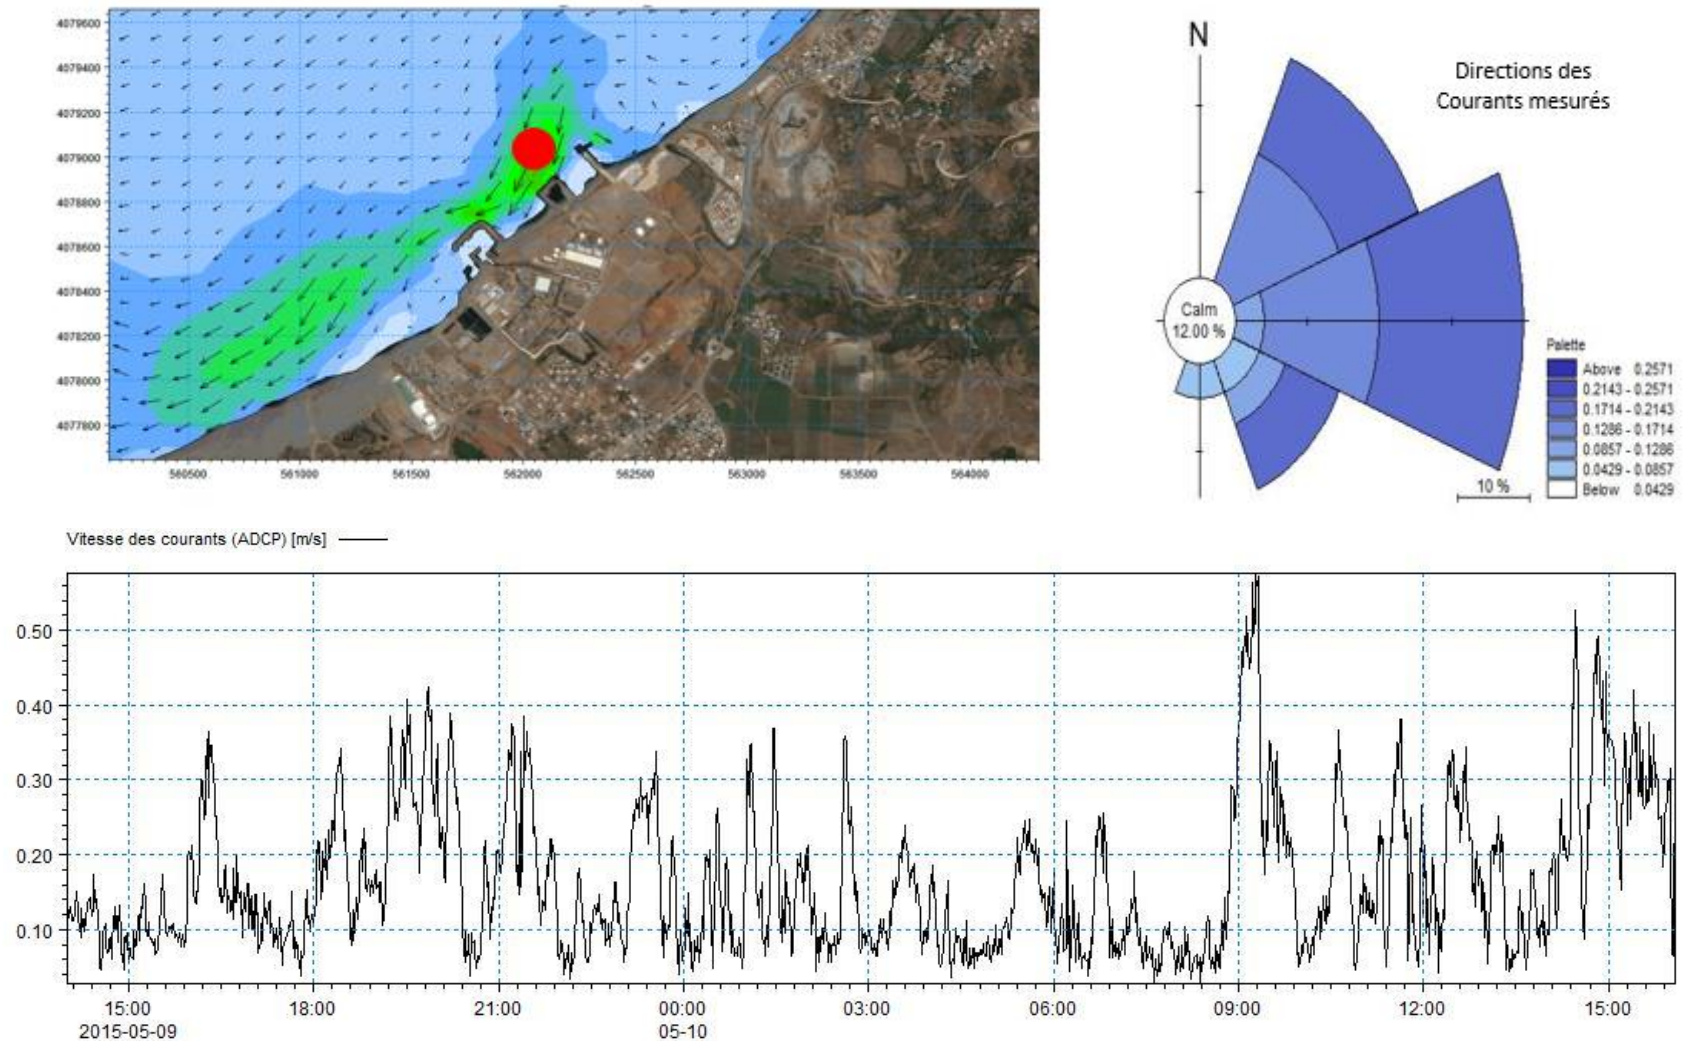 4079600
4079400
4079200
4079000
4078800
4078600
4078400
4078200
4078000
4077800
560500 561000 561500 562000 562500 563000 563500 564000
N
Directions des
Courants mesurés
Calm
12.00 %
10 %
Palette
Above 0.2571
0.2143 - 0.2571
0.1714 - 0.2143
0.1286 - 0.1714
0.0857 - 0.1286
0.0429 - 0.0857
Below 0.0429
Vitesse des courants (ADCP) [m/s]
0.50
0.40
0.30
0.20
0.10
15:00 18:00 21:00 00:00 03:00 06:00 09:00 12:00 15:00
2015-05-09 05-10